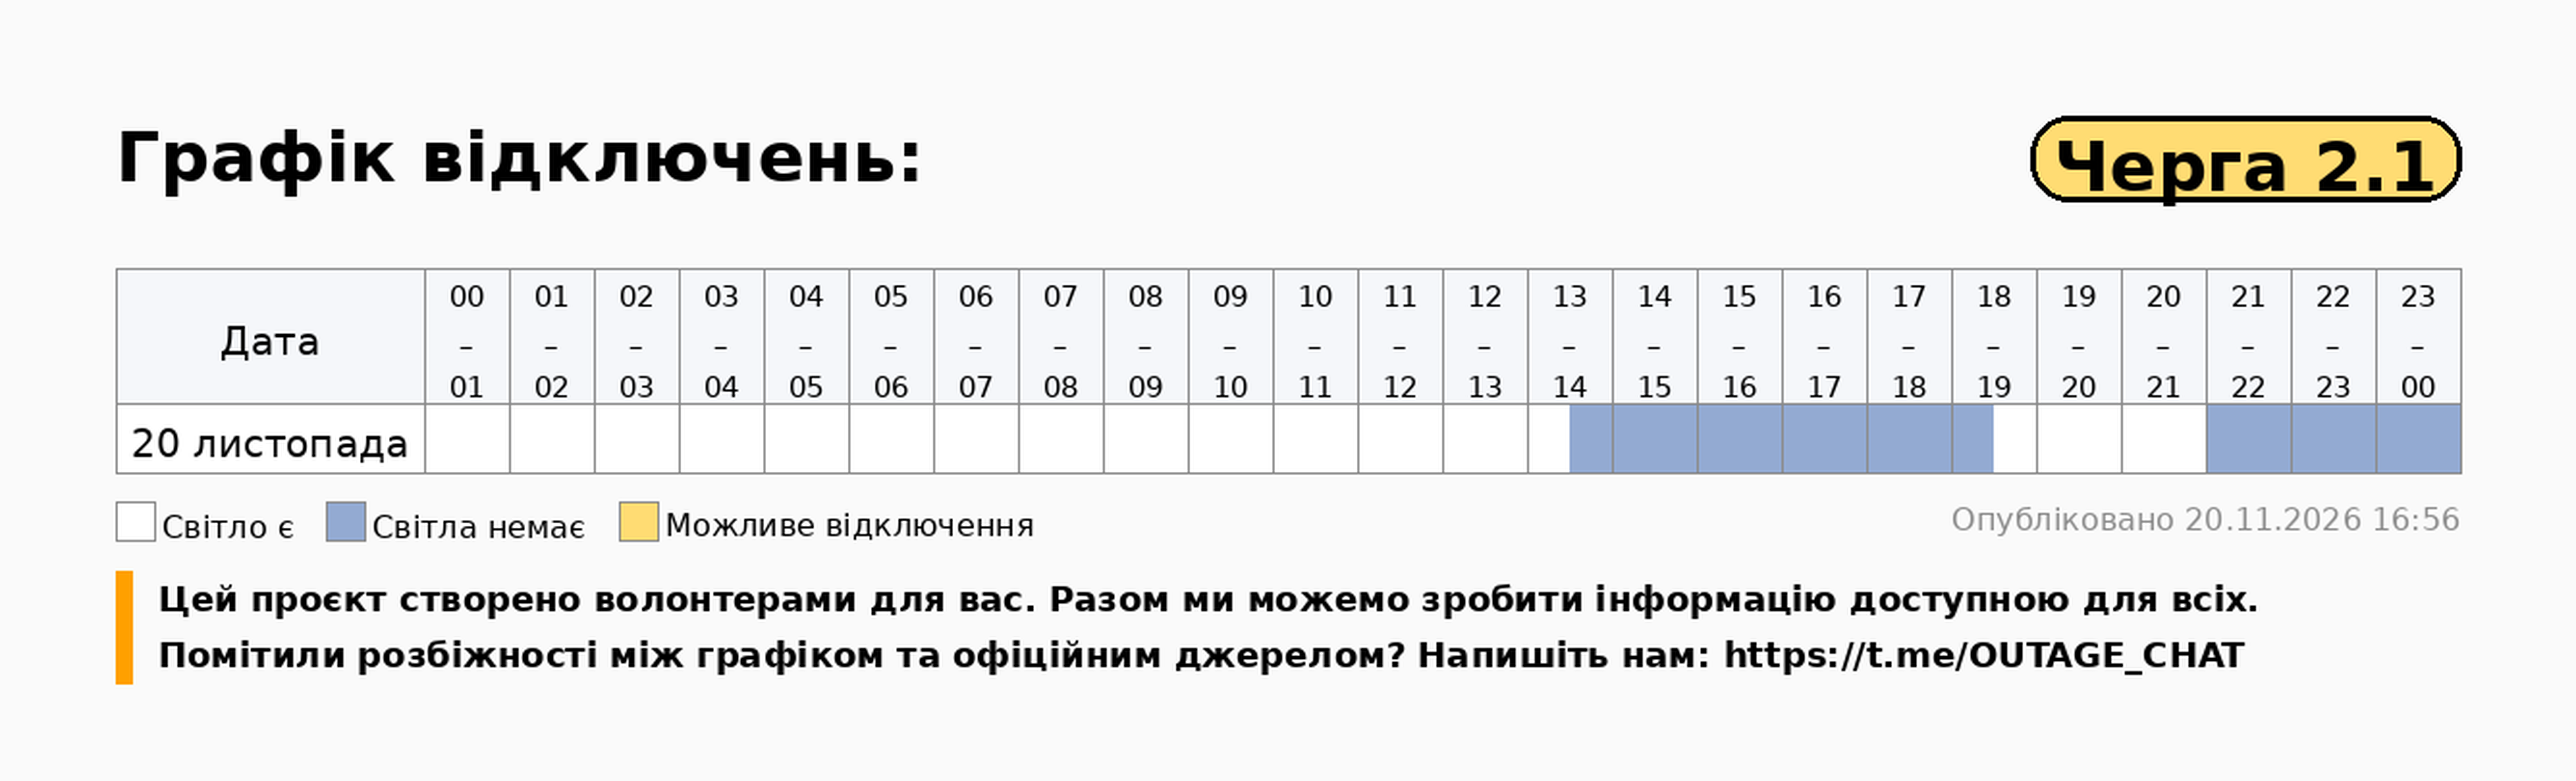 Графік відключень:
Черга 2.1
Дата
00 – 01
01 – 02
02 – 03
03 – 04
04 – 05
05 – 06
06 – 07
07 – 08
08 – 09
09 – 10
10 – 11
11 – 12
12 – 13
13 – 14
14 – 15
15 – 16
16 – 17
17 – 18
18 – 19
19 – 20
20 – 21
21 – 22
22 – 23
23 – 00
20 листопада
Світло є
Світла немає
Можливе відключення
Опубліковано 20.11.2026 16:56
Цей проєкт створено волонтерами для вас. Разом ми можемо зробити інформацію доступною для всіх.
Помітили розбіжності між графіком та офіційним джерелом? Напишіть нам: https://t.me/OUTAGE_CHAT